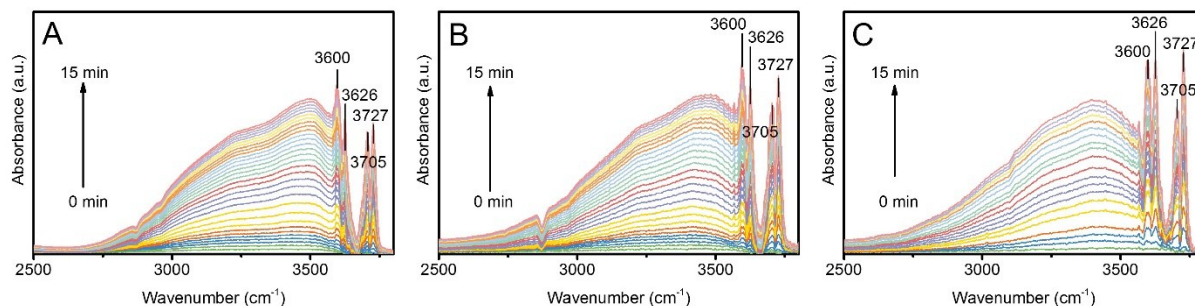 A
15 min
0 min
3600
3626
3727
3705
Absorbance (a.u.)
2500
3000
3500
Wavenumber (cm-1)
B
15 min
0 min
3600
3626
3727
3705
Absorbance (a.u.)
2500
3000
3500
Wavenumber (cm-1)
C
15 min
0 min
3626
3600
3727
3705
Absorbance (a.u.)
2500
3000
3500
Wavenumber (cm-1)